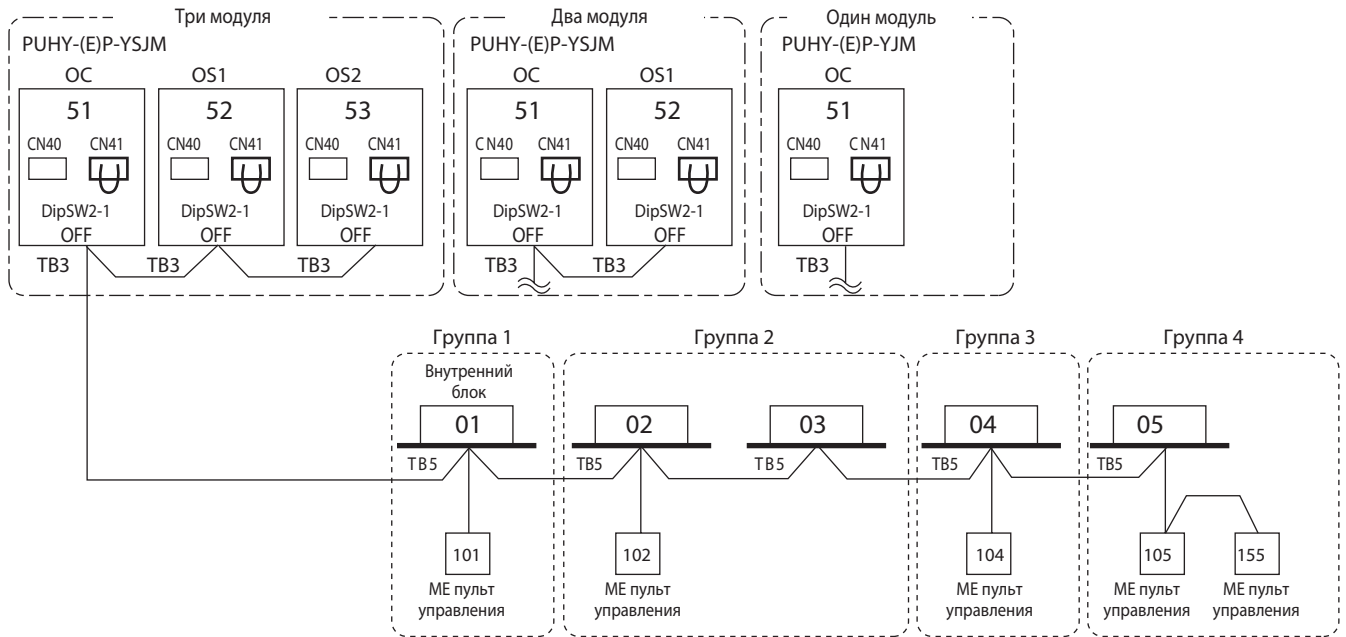 Три модуля
Два модуля
Один модуль
PUHY-(E)P-YSJM
PUHY-(E)P-YSJM
PUHY-(E)P-YJM
OC
OS1
OS2
OC
OS1
OC
51
52
53
51
52
51
CN40
CN41
CN40
CN41
CN40
CN41
CN40
CN41
CN40
CN41
CN40
CN41
DipSW2-1
DipSW2-1
DipSW2-1
DipSW2-1
DipSW2-1
DipSW2-1
OFF
OFF
OFF
OFF
OFF
OFF
TB3
TB3
TB3
TB3
TB3
TB3
Группа 1
Группа 2
Группа 3
Группа 4
Внутренний
блок
01
02
03
04
05
TB5
TB5
TB5
TB5
TB5
101
102
104
105
155
МЕ пульт
управления
МЕ пульт
управления
МЕ пульт
управления
МЕ пульт
управления
МЕ пульт
управления